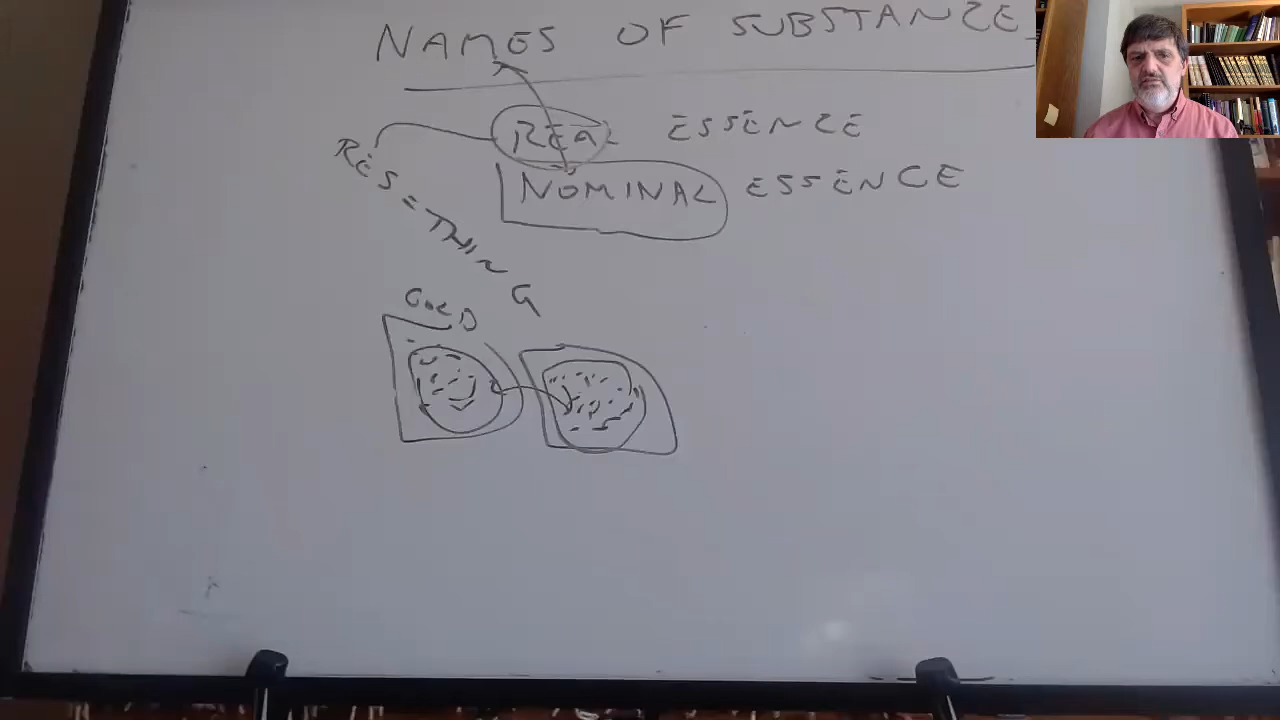 NAMES OF SUBSTANCE
REAL ESSENCE
NOMINAL ESSENCE
RES = THING
GOLD